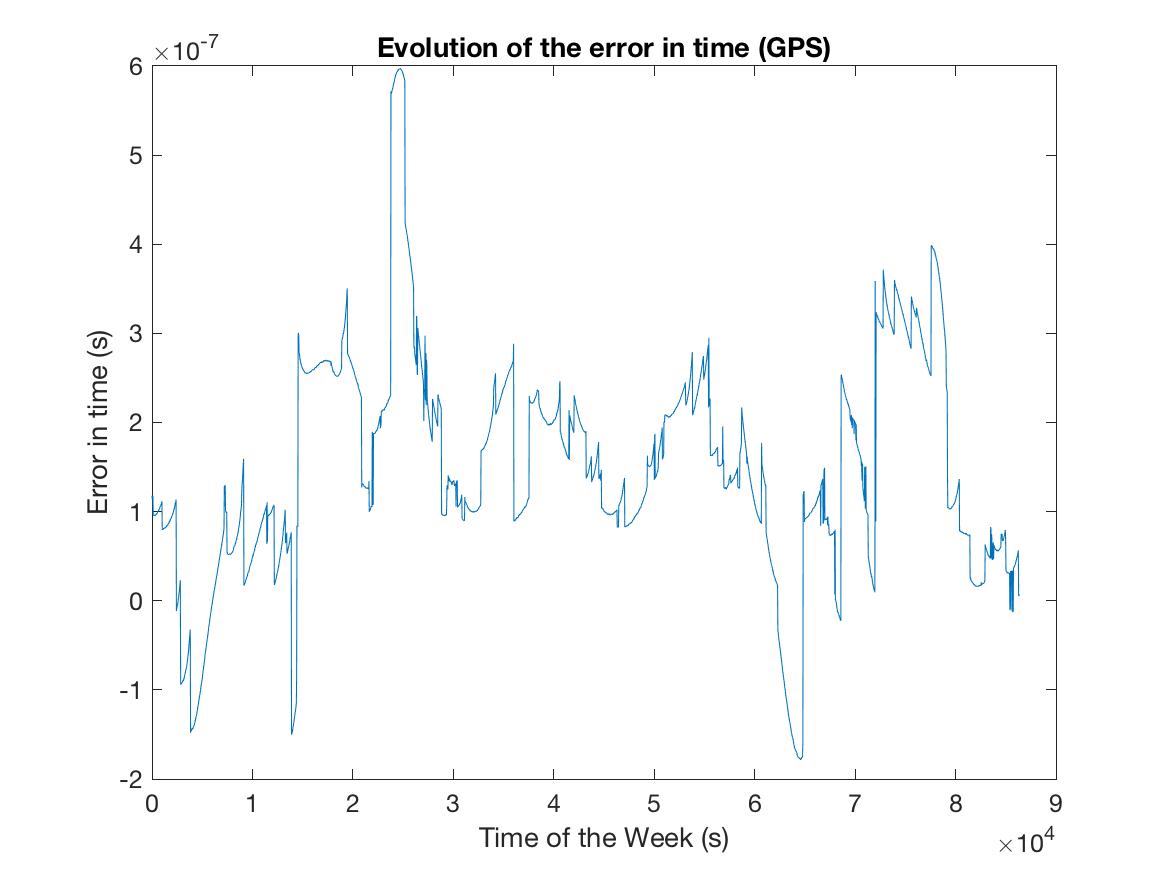 ×10⁻⁷
Evolution of the error in time (GPS)
6
5
4
3
2
1
0
-1
-2
Error in time (s)
0 1 2 3 4 5 6 7 8 9
Time of the Week (s)
×10⁴